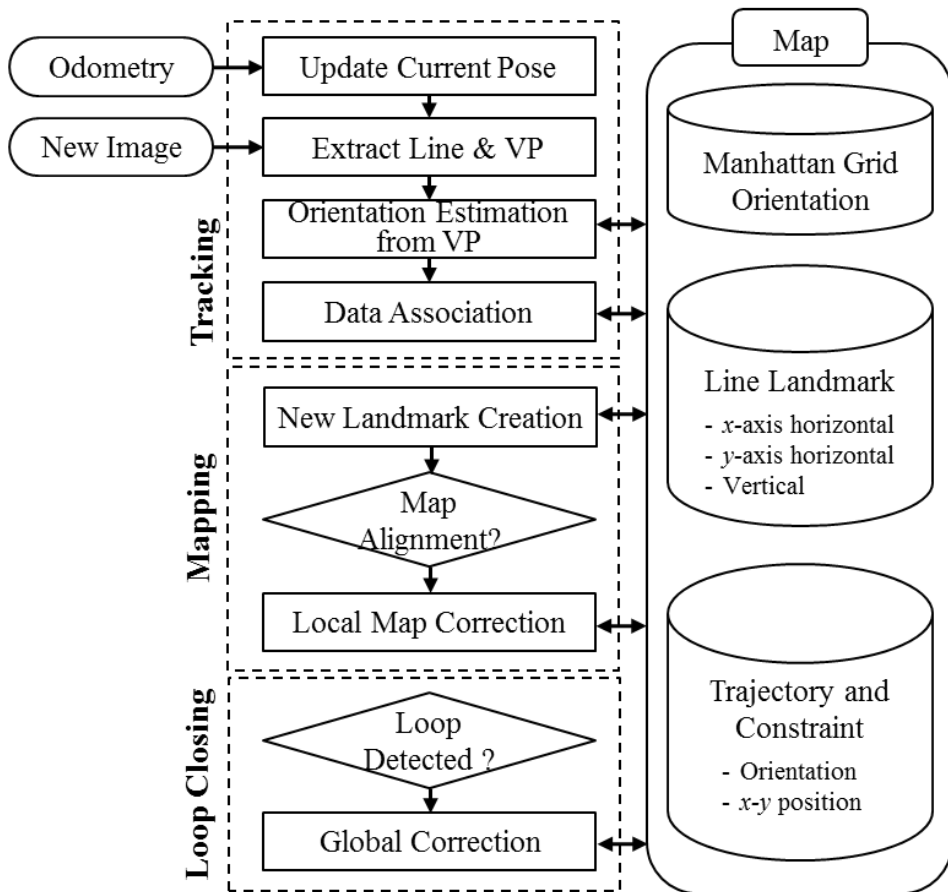 Odometry
New Image
Tracking
Update Current Pose
Extract Line & VP
Orientation Estimation
from VP
Data Association
Mapping
New Landmark Creation
Map
Alignment?
Local Map Correction
Loop Closing
Loop
Detected ?
Global Correction
Map
Manhattan Grid
Orientation
Line Landmark
- x-axis horizontal
- y-axis horizontal
- Vertical
Trajectory and
Constraint
- Orientation
- x-y position